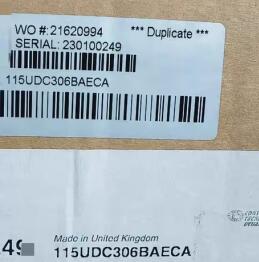 WO #: 21620994 *** Duplicate ***
SERIAL: 230100249
115UDC306BAECA
Made in United Kingdom
115UDC306BAECA